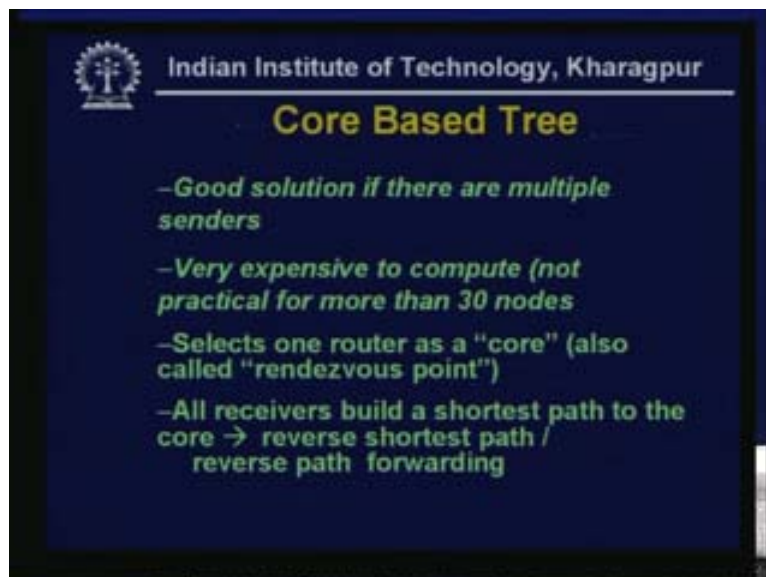 Indian Institute of Technology, Kharagpur
Core Based Tree
–Good solution if there are multiple
senders
–Very expensive to compute (not
practical for more than 30 nodes
–Selects one router as a “core” (also
called “rendezvous point”)
–All receivers build a shortest path to the
core → reverse shortest path /
reverse path forwarding